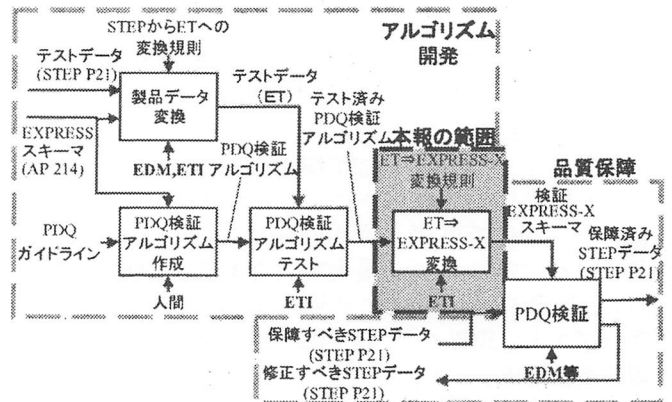 アルゴリズム
開発
STEPからETへの
変換規則
テストデータ
(STEP P21)
製品データ
変換
テストデータ
(ET)
テスト済み
PDQ検証
アルゴリズム
EXPRESS
スキーマ
(AP 214)
EDM,ETI
PDQ検証
アルゴリズム
本報の範囲
ET⇒EXPRESS-X
変換規則
品質保障
検証
EXPRESS-X
スキーマ
保障済み
STEPデータ
(STEP P21)
PDQ
ガイドライン
PDQ検証
アルゴリズム
作成
PDQ検証
アルゴリズム
テスト
ET⇒
EXPRESS-X
変換
人間
ETI
ETI
PDQ検証
保障すべきSTEPデータ
(STEP P21)
修正すべきSTEPデータ
(STEP P21)
EDM等